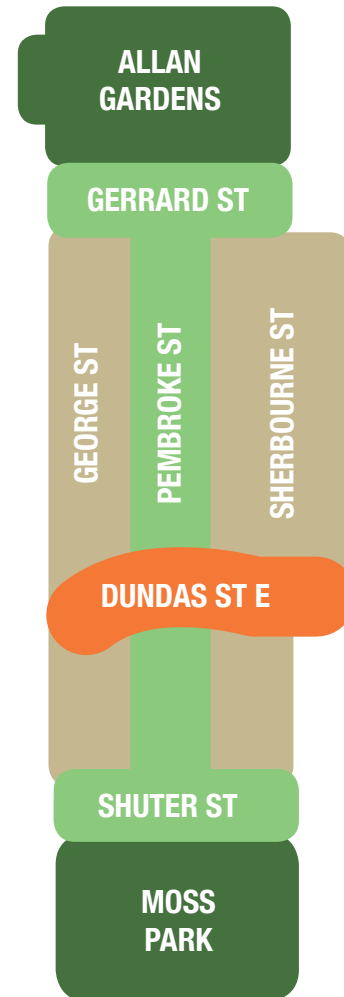 ALLAN
GARDENS
GERRARD ST
GEORGE ST
PEMBROKE ST
SHERBOURNE ST
DUNDAS ST E
SHUTER ST
MOSS
PARK